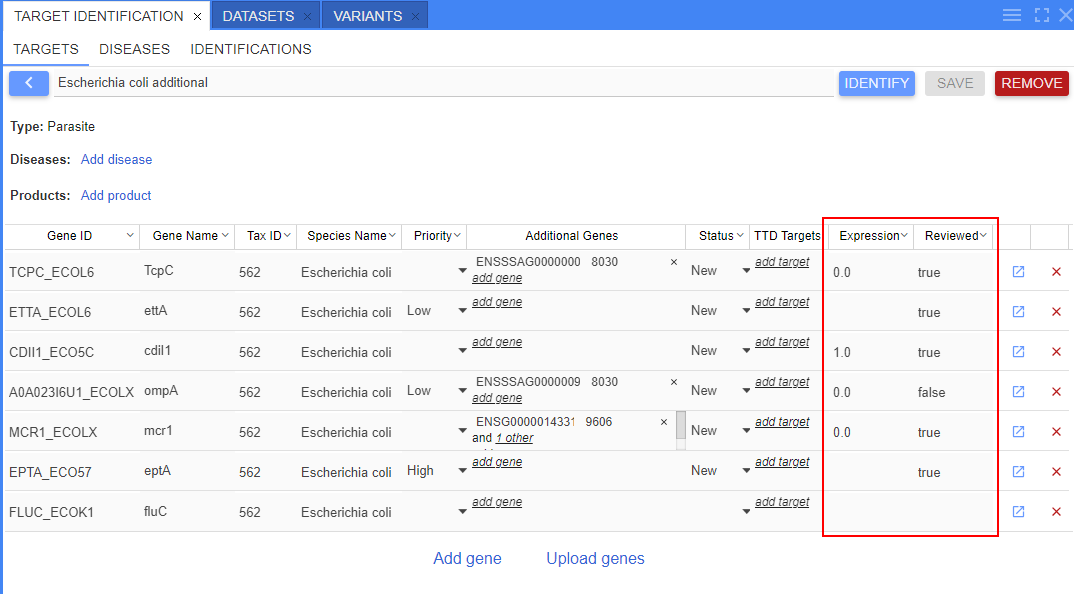 TARGET IDENTIFICATION × DATASETS × VARIANTS ×
TARGETS DISEASES IDENTIFICATIONS
Escherichia coli additional IDENTIFY SAVE REMOVE
Type: Parasite
Diseases: Add disease
Products: Add product
Gene ID Gene Name Tax ID Species Name Priority Additional Genes Status TTD Targets Expression Reviewed
TCPC_ECOL6 TcpC 562 Escherichia coli ENSSSAG0000000 8030 × New add target 0.0 true
add gene
ETTA_ECOL6 ettA 562 Escherichia coli Low add gene New add target true
CDII1_ECO5C cdiI1 562 Escherichia coli add gene New add target 1.0 true
A0A023I6U1_ECOLX ompA 562 Escherichia coli Low ENSSSAG0000009 8030 × New add target 0.0 false
add gene
MCR1_ECOLX mcr1 562 Escherichia coli ENSG0000014331 9606 × New add target 0.0 true
and 1 other
EPTA_ECO57 eptA 562 Escherichia coli High add gene New add target true
FLUC_ECOK1 fluC 562 Escherichia coli add gene add target
Add gene Upload genes